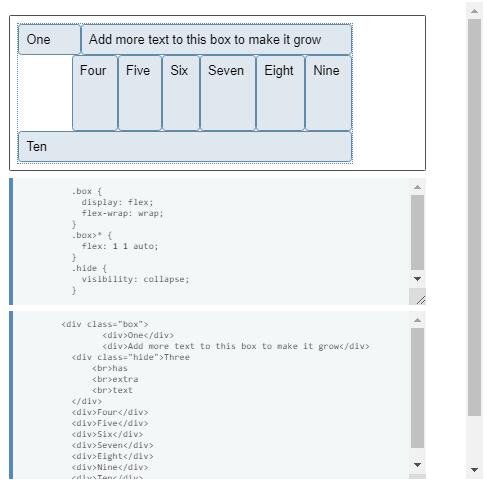 One Add more text to this box to make it grow
Four Five Six Seven Eight Nine
Ten
.box {
display: flex;
flex-wrap: wrap;
}
.box>* {
flex: 1 1 auto;
}
.hide {
visibility: collapse;
}
<div class="box">
<div>One</div>
<div>Add more text to this box to make it grow</div>
<div class="hide">Three
<br>has
<br>extra
<br>text
</div>
<div>Four</div>
<div>Five</div>
<div>Six</div>
<div>Seven</div>
<div>Eight</div>
<div>Nine</div>
<div>Ten</div>